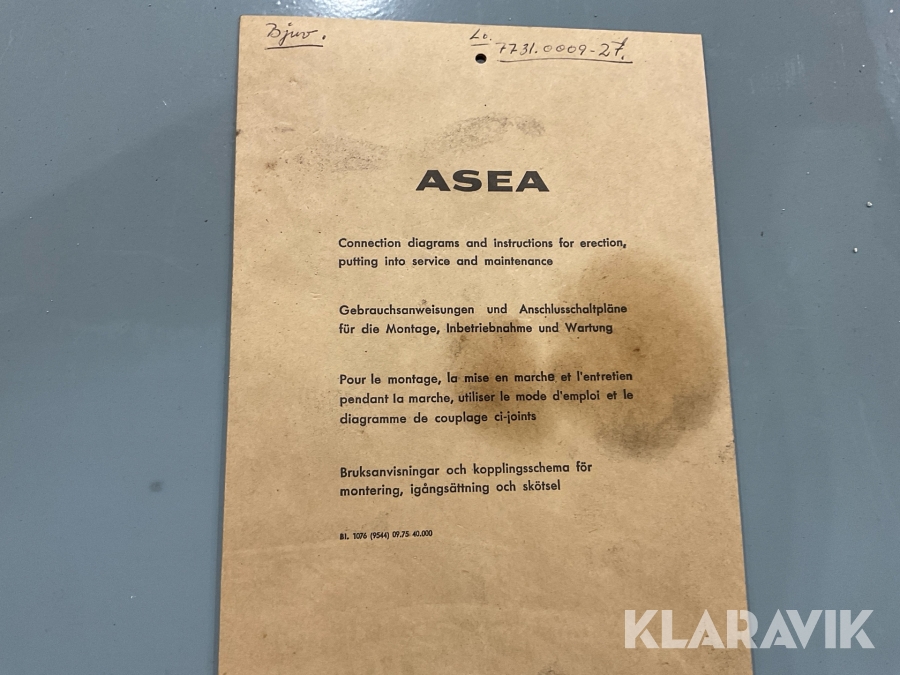 Bjuv.
Lo.
7731.0009-27.
ASEA
Connection diagrams and instructions for erection,
putting into service and maintenance
Gebrauchsanweisungen und Anschlusschaltpläne
für die Montage, Inbetriebnahme und Wartung
Pour le montage, la mise en marche et l'entretien
pendant la marche, utiliser le mode d'emploi et le
diagramme de couplage ci-joints
Bruksanvisningar och kopplingsschema för
montering, igångsättning och skötsel
Bl. 1076 (9544) 09.75 40.000
KLARAVIK